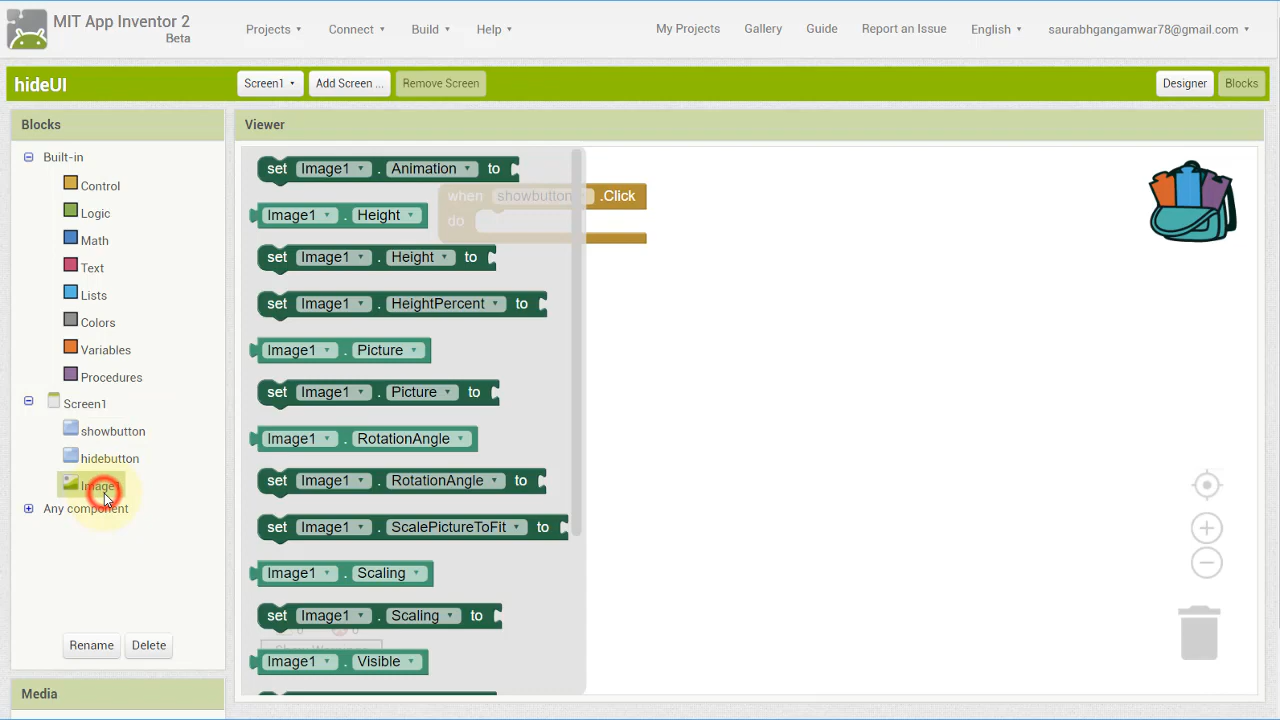 MIT App Inventor 2
Beta
Projects Connect Build Help My Projects Gallery Guide Report an Issue English saurabhgangamwar78@gmail.com
hideUI Screen1 Add Screen ... Remove Screen Designer Blocks
Blocks
Viewer
Built-in
Control
Logic
Math
Text
Lists
Colors
Variables
Procedures
Screen1
showbutton
hidebutton
Image1
Any component
Rename Delete
Media
set Image1 . Animation to
when showbutton .Click
Image1 . Height
do
set Image1 . Height to
set Image1 . HeightPercent to
Image1 . Picture
set Image1 . Picture to
Image1 . RotationAngle
set Image1 . RotationAngle to
set Image1 . ScalePictureToFit to
Image1 . Scaling
set Image1 . Scaling to
0 0
Show Warnings
Image1 . Visible